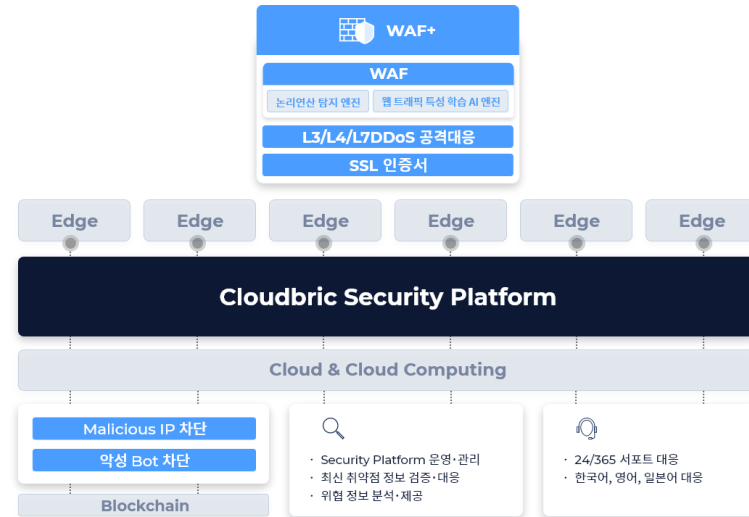 WAF+
WAF
논리연산 탐지 엔진
웹 트래픽 특성 학습 AI 엔진
L3/L4/L7DDoS 공격대응
SSL 인증서
Edge
Edge
Edge
Edge
Edge
Edge
Cloudbric Security Platform
Cloud & Cloud Computing
Malicious IP 차단
악성 Bot 차단
Blockchain
· Security Platform 운영·관리
· 최신 취약점 정보 검증·대응
· 위협 정보 분석·제공
· 24/365 서포트 대응
· 한국어, 영어, 일본어 대응